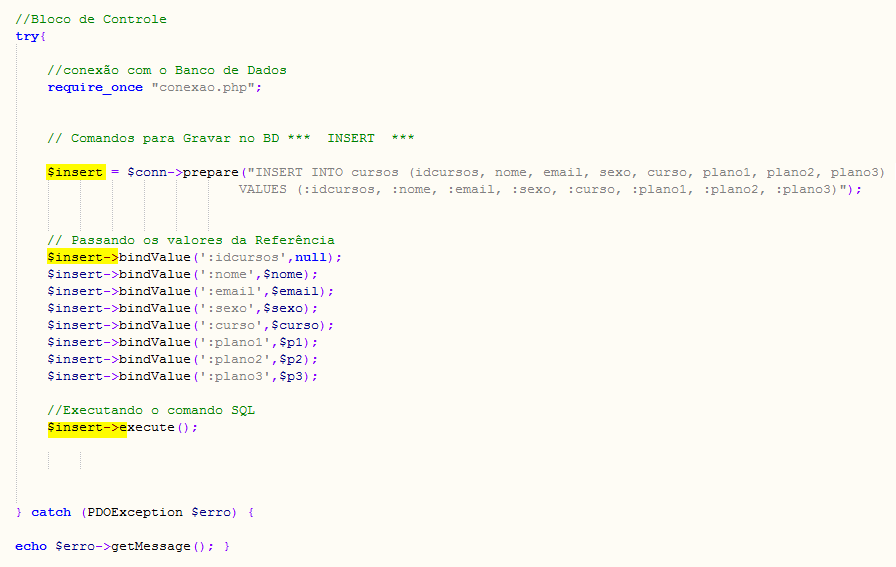 //Bloco de Controle
try{
//conexão com o Banco de Dados
require_once "conexao.php";
// Comandos para Gravar no BD ***  INSERT  ***
$insert = $conn->prepare("INSERT INTO cursos (idcursos, nome, email, sexo, curso, plano1, plano2, plano3)
VALUES (:idcursos, :nome, :email, :sexo, :curso, :plano1, :plano2, :plano3)");
// Passando os valores da Referência
$insert->bindValue(':idcursos',null);
$insert->bindValue(':nome',$nome);
$insert->bindValue(':email',$email);
$insert->bindValue(':sexo',$sexo);
$insert->bindValue(':curso',$curso);
$insert->bindValue(':plano1',$p1);
$insert->bindValue(':plano2',$p2);
$insert->bindValue(':plano3',$p3);
//Executando o comando SQL
$insert->execute();
} catch (PDOException $erro) {
echo $erro->getMessage(); }